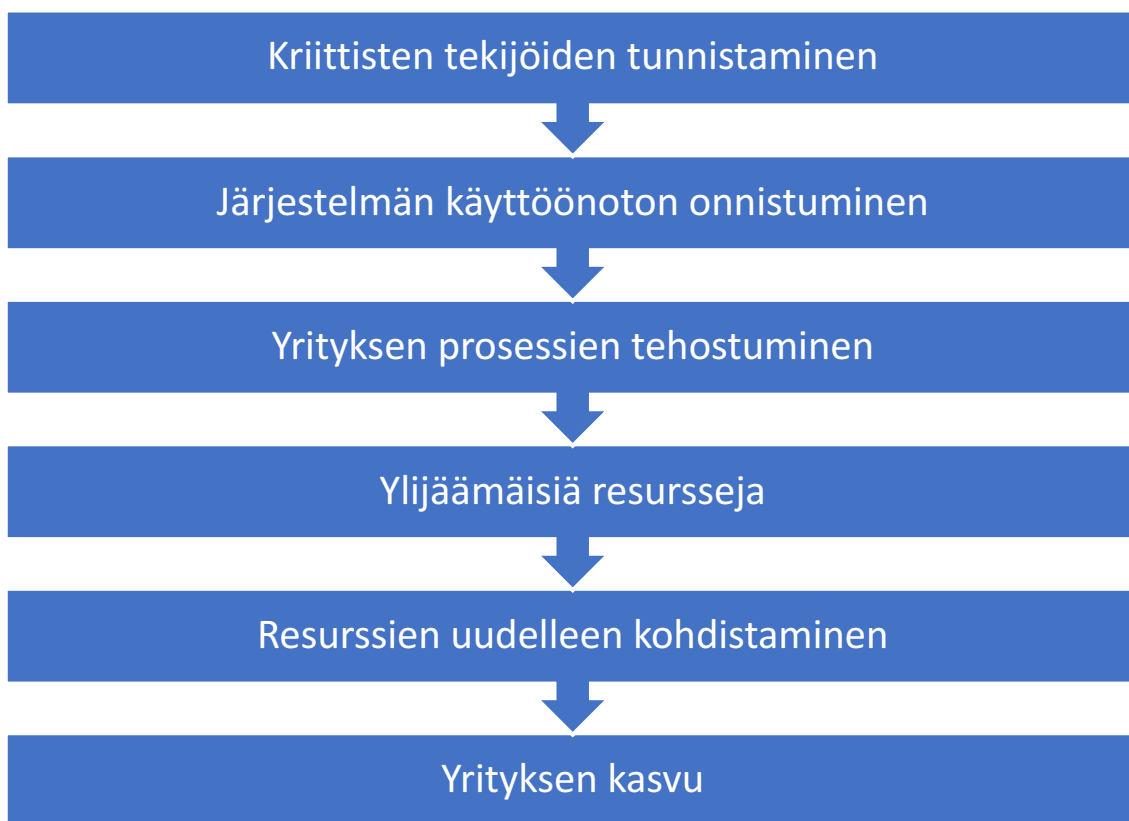 Kriittisten tekijöiden tunnistaminen
Järjestelmän käyttöönoton onnistuminen
Yrityksen prosessien tehostuminen
Ylijäämäisiä resursseja
Resurssien uudelleen kohdistaminen
Yrityksen kasvu